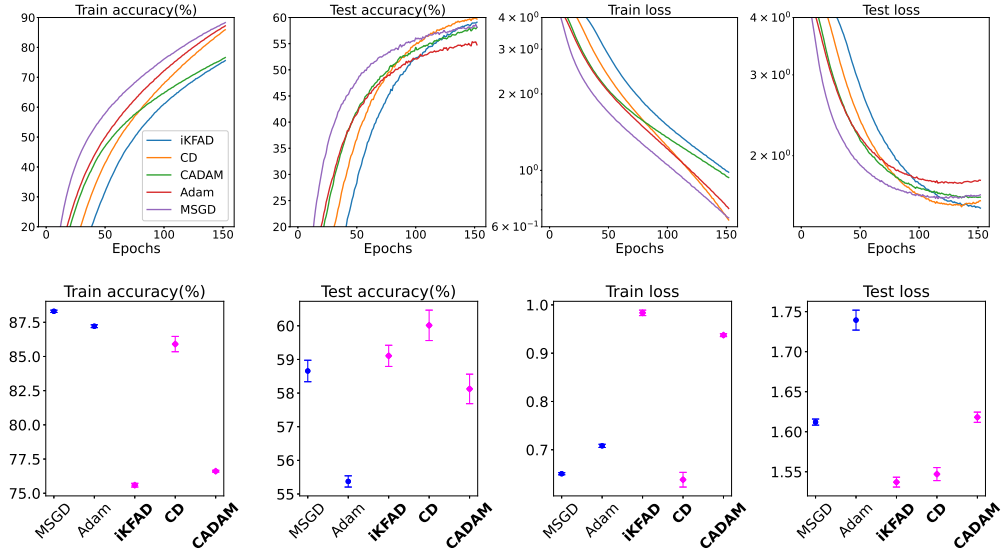 Train accuracy(%)
90
80
70
60
50
40
30
20
0
50
100
150
Epochs
iKFAD
CD
CADAM
Adam
MSGD
Test accuracy(%)
60
55
50
45
40
35
30
25
20
0
50
100
150
Epochs
Train loss
4 × 10⁰
3 × 10⁰
2 × 10⁰
10⁰
6 × 10⁻¹
0
50
100
150
Epochs
Test loss
4 × 10⁰
3 × 10⁰
2 × 10⁰
0
50
100
150
Epochs
Train accuracy(%)
87.5
85.0
82.5
80.0
77.5
75.0
MSGD
Adam
iKFAD
CD
CADAM
Test accuracy(%)
60
59
58
57
56
55
MSGD
Adam
iKFAD
CD
CADAM
Train loss
1.0
0.9
0.8
0.7
MSGD
Adam
iKFAD
CD
CADAM
Test loss
1.75
1.70
1.65
1.60
1.55
MSGD
Adam
iKFAD
CD
CADAM